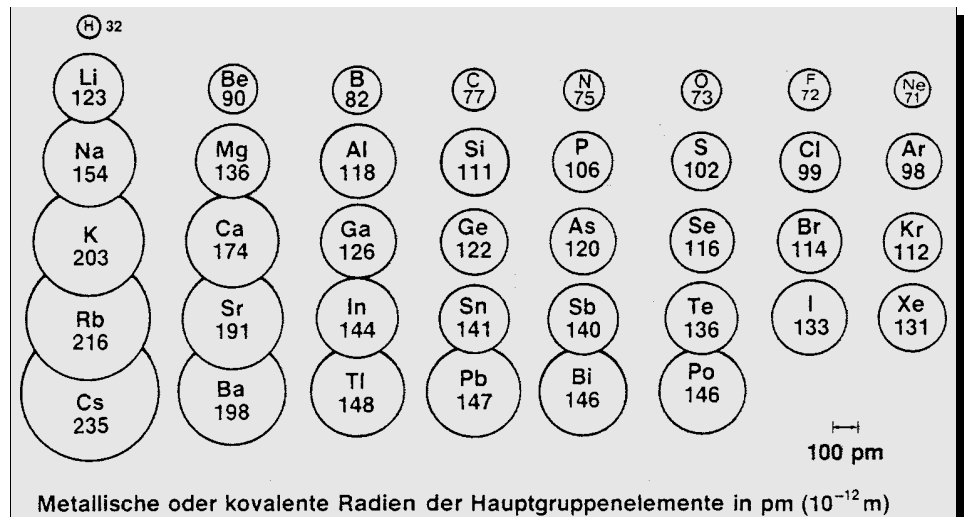 H 32
Li Be B C N O F Ne
123 90 82 77 75 73 72 71
Na Mg Al Si P S Cl Ar
154 136 118 111 106 102 99 98
K Ca Ga Ge As Se Br Kr
203 174 126 122 120 116 114 112
Rb Sr In Sn Sb Te I Xe
216 191 144 141 140 136 133 131
Cs Ba Tl Pb Bi Po
235 198 148 147 146 146
100 pm
Metallische oder kovalente Radien der Hauptgruppenelemente in pm (10⁻¹² m)